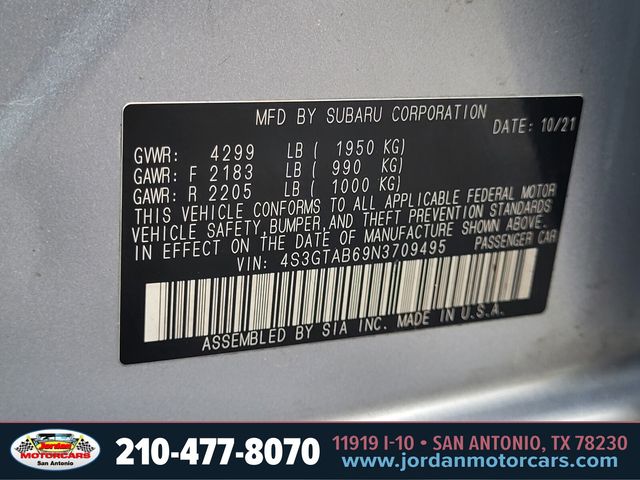 MFD BY SUBARU CORPORATION
DATE: 10/21
GVWR: 4299 LB ( 1950 KG)
GAWR: F 2183 LB ( 990 KG)
GAWR: R 2205 LB ( 1000 KG)
THIS VEHICLE CONFORMS TO ALL APPLICABLE FEDERAL MOTOR
VEHICLE SAFETY, BUMPER, AND THEFT PREVENTION STANDARDS
IN EFFECT ON THE DATE OF MANUFACTURE SHOWN ABOVE.
VIN: 4S3GTAB69N3709495 PASSENGER CAR
ASSEMBLED BY SIA INC. MADE IN U.S.A.
Jordan
MOTORCARS
San Antonio
210-477-8070
11919 I-10 • SAN ANTONIO, TX 78230
www.jordanmotorcars.com